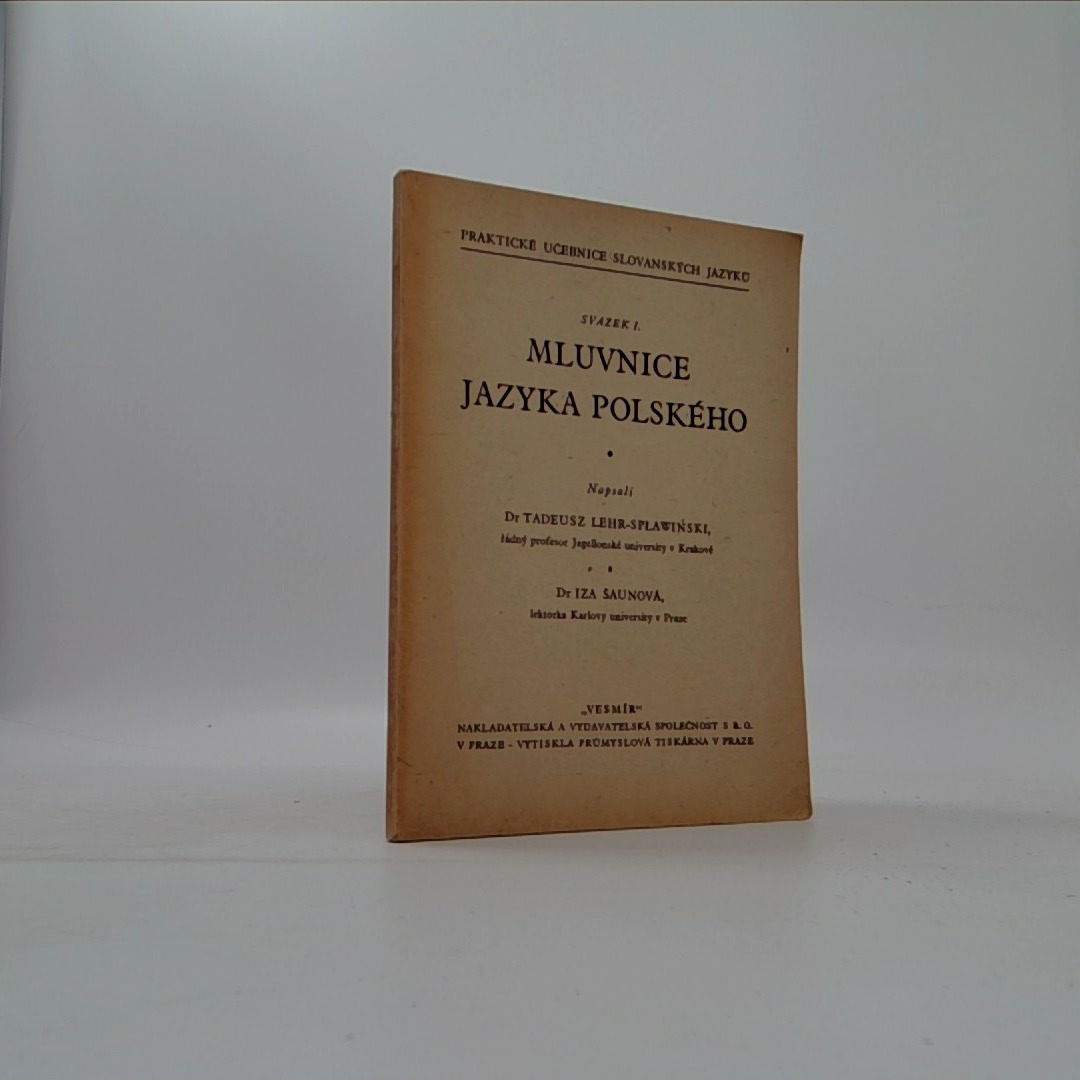 PRAKTICKÉ UČEBNICE SLOVANSKÝCH JAZYKŮ
SVAZEK I.
MLUVNICE
JAZYKA POLSKÉHO
Napsali
Dr TADEUSZ LEHR-SPŁAWIŃSKI,
řádný profesor Jagellonské university v Krakově
Dr IZA ŠAUNOVÁ,
lektorka Karlovy university v Praze
„VESMÍR“
NAKLADATELSKÁ A VYDAVATELSKÁ SPOLEČNOST S R. O.
V PRAZE - VYTISKLA PRŮMYSLOVÁ TISKÁRNA V PRAZE